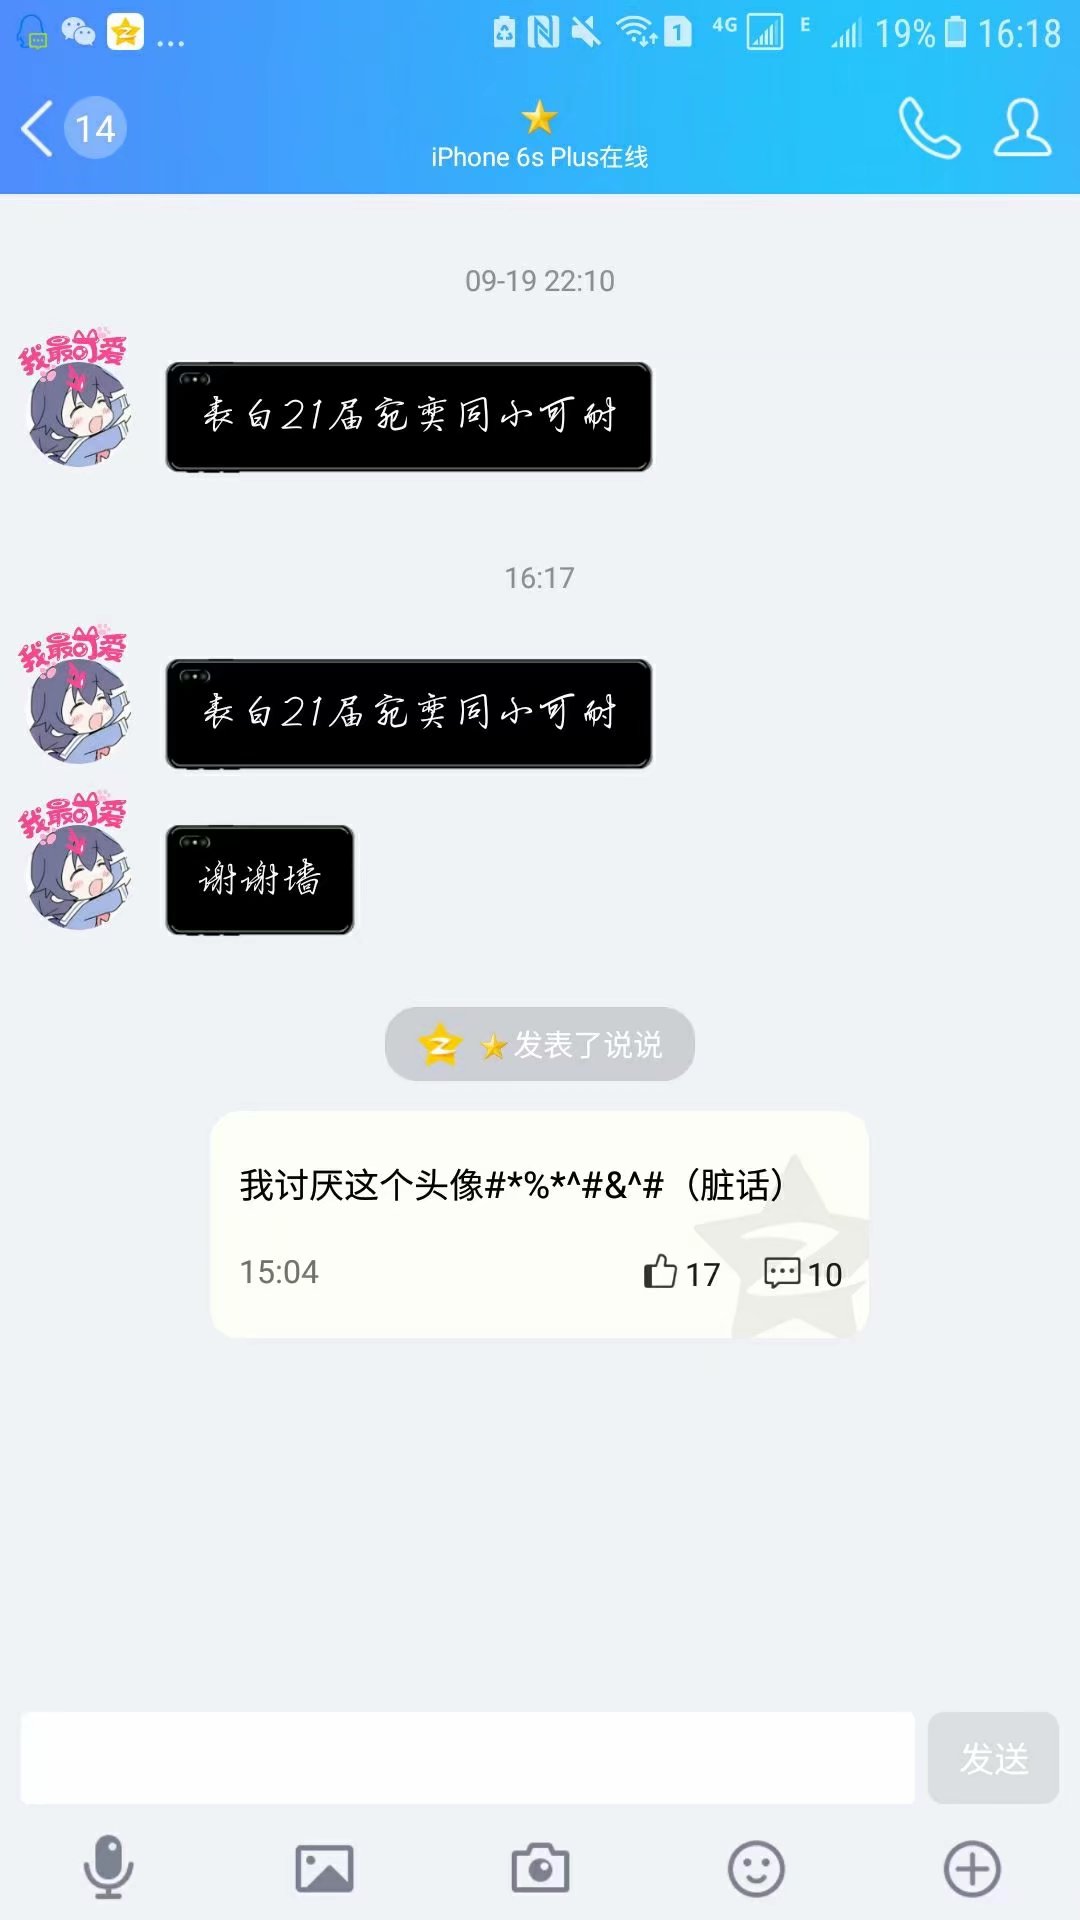 4G
E
19%
16:18
14
iPhone 6s Plus在线
09-19 22:10
我最可爱
表白21届宛奕同小可耐
16:17
我最可爱
表白21届宛奕同小可耐
我最可爱
谢谢墙
发表了说说
我讨厌这个头像#*%*^#&^#（脏话）
15:04
17
10
发送